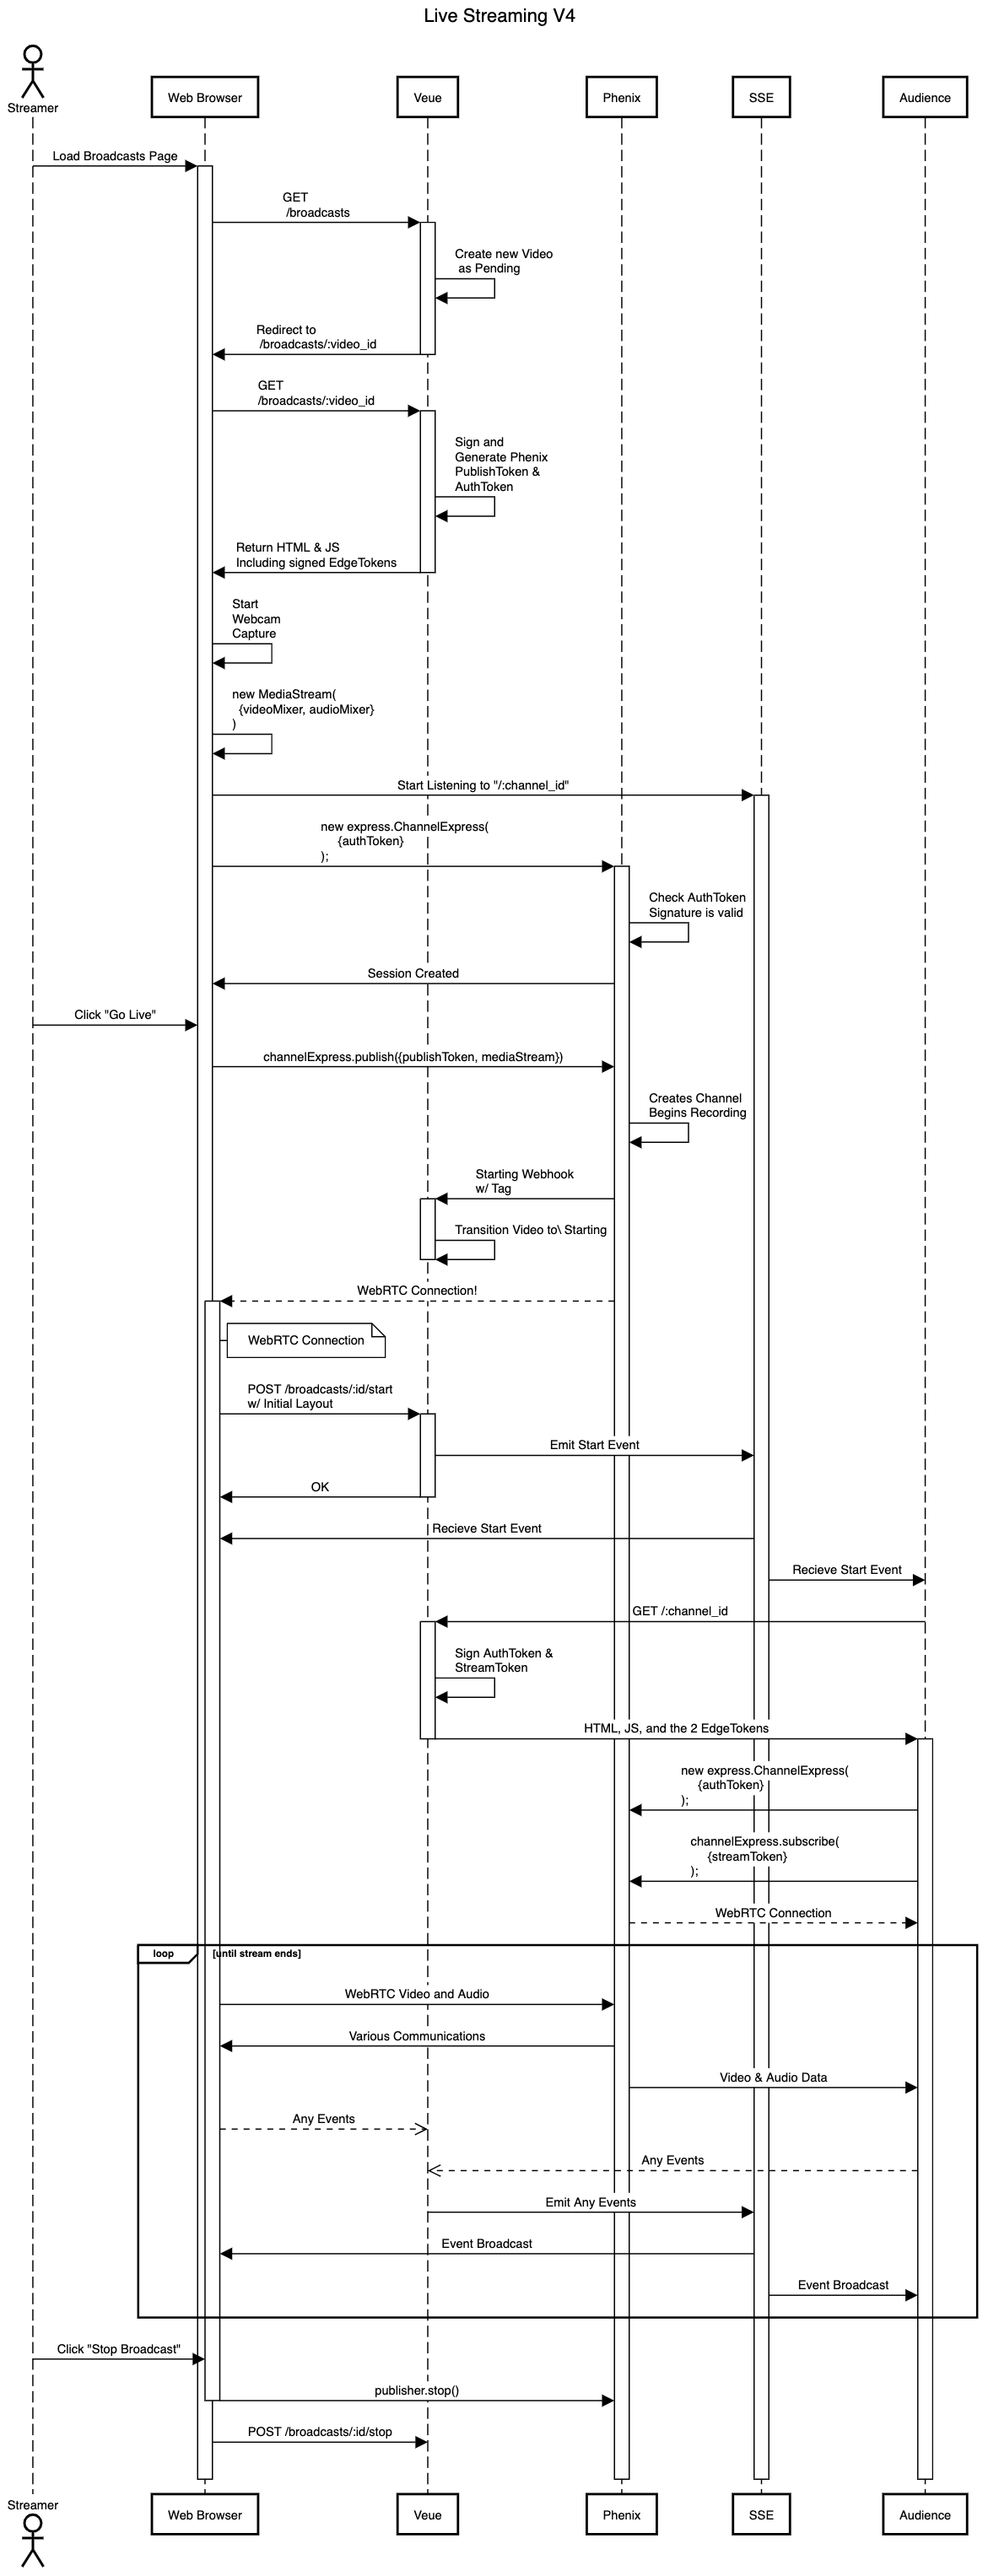 Live Streaming V4
Streamer
Web Browser
Veue
Phenix
SSE
Audience
Load Broadcasts Page
GET
/broadcasts
Create new Video
as Pending
Redirect to
/broadcasts/:video_id
GET
/broadcasts/:video_id
Sign and
Generate Phenix
PublishToken &
AuthToken
Return HTML & JS
Including signed EdgeTokens
Start
Webcam
Capture
new MediaStream(
{videoMixer, audioMixer}
)
Start Listening to "/:channel_id"
new express.ChannelExpress(
{authToken}
);
Check AuthToken
Signature is valid
Session Created
Click "Go Live"
channelExpress.publish({publishToken, mediaStream})
Creates Channel
Begins Recording
Starting Webhook
w/ Tag
Transition Video to\ Starting
WebRTC Connection!
WebRTC Connection
POST /broadcasts/:id/start
w/ Initial Layout
Emit Start Event
OK
Recieve Start Event
Recieve Start Event
GET /:channel_id
Sign AuthToken &
StreamToken
HTML, JS, and the 2 EdgeTokens
new express.ChannelExpress(
{authToken}
);
channelExpress.subscribe(
{streamToken}
);
WebRTC Connection
loop
[until stream ends]
WebRTC Video and Audio
Various Communications
Video & Audio Data
Any Events
Any Events
Emit Any Events
Event Broadcast
Event Broadcast
Click "Stop Broadcast"
publisher.stop()
POST /broadcasts/:id/stop
Streamer
Web Browser
Veue
Phenix
SSE
Audience